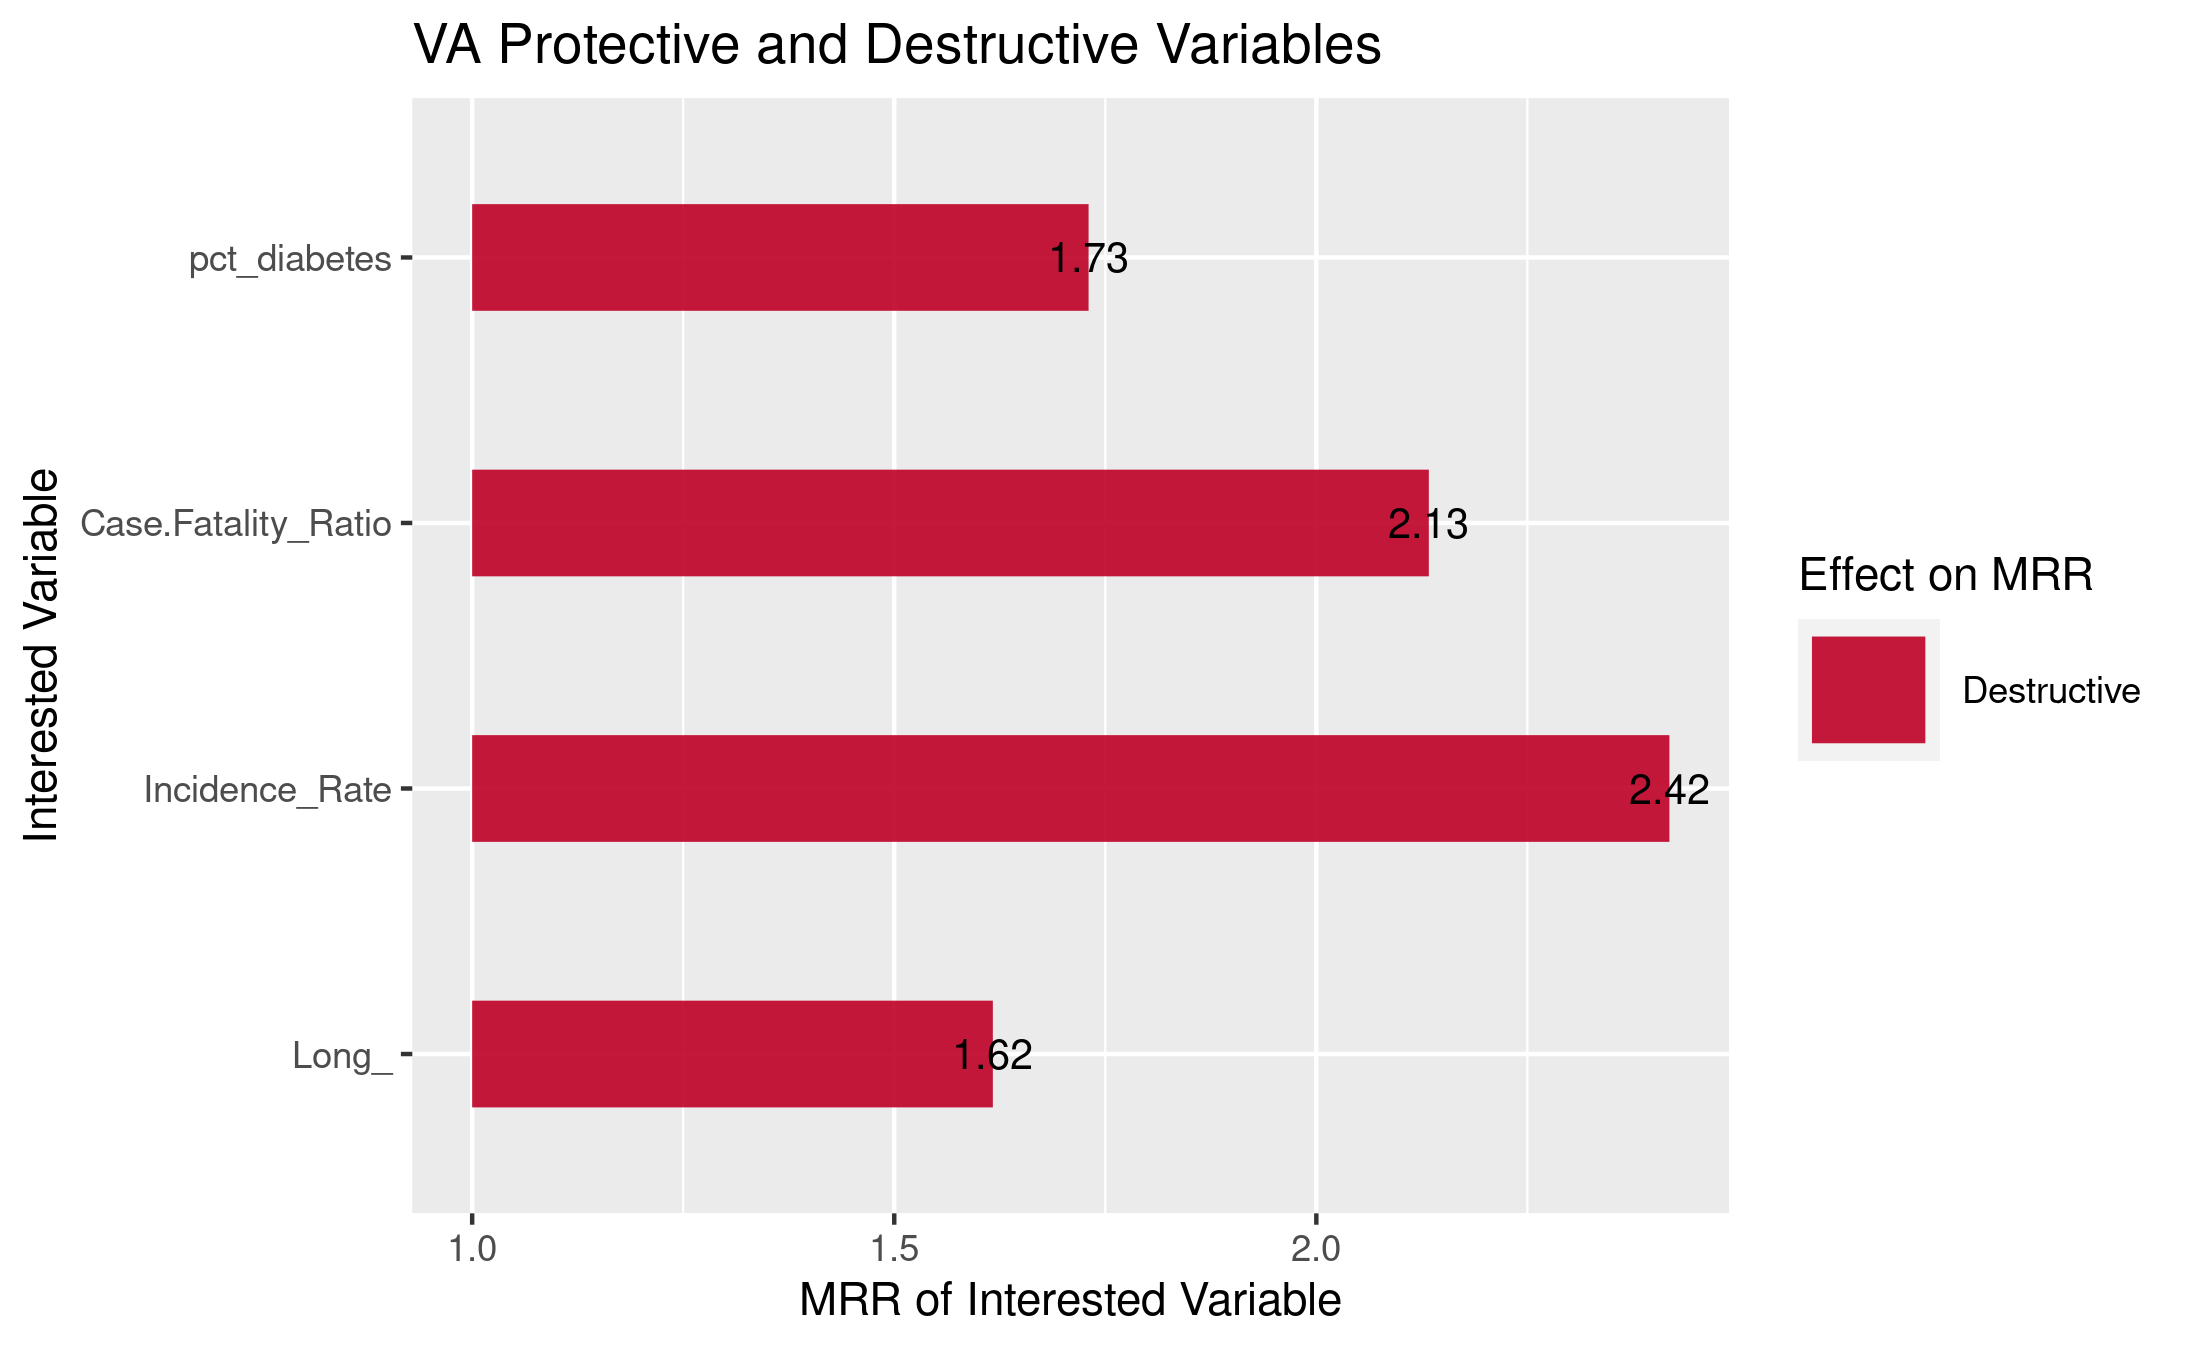 VA Protective and Destructive Variables
Interested Variable
pct_diabetes
1.73
Case.Fatality_Ratio
2.13
Incidence_Rate
2.42
Long_
1.62
1.0 1.5 2.0
MRR of Interested Variable
Effect on MRR
Destructive